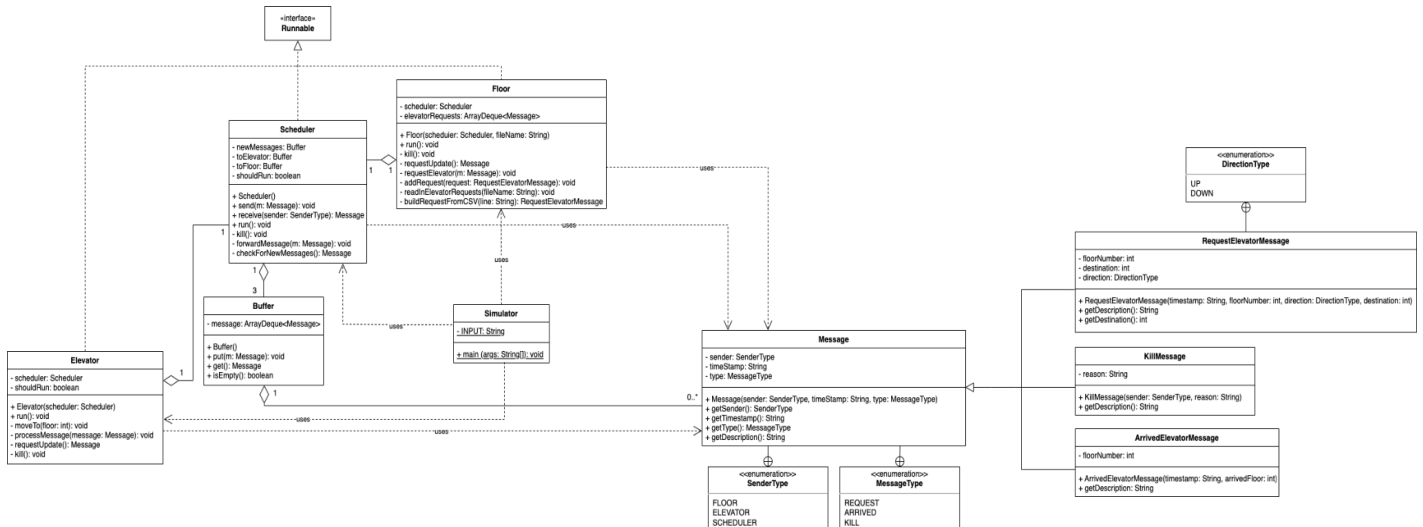 «interface»
Runnable
Floor
- scheduler: Scheduler
- elevatorRequests: ArrayDeque<Message>
+ Floor(scheduler: Scheduler, fileName: String)
+ run(): void
- kill(): void
- requestUpdate(): Message
- requestElevator(m: Message): void
- addRequest(request: RequestElevatorMessage): void
- readInElevatorRequests(fileName: String): void
- buildRequestFromCSV(line: String): RequestElevatorMessage
Scheduler
- newMessages: Buffer
- toElevator: Buffer
- toFloor: Buffer
- shouldRun: boolean
+ Scheduler()
+ send(m: Message): void
+ receive(sender: SenderType): Message
+ run(): void
- kill(): void
- forwardMessage(m: Message): void
- checkForNewMessages(): Message
1
1
1
1
3
1
1
0..*
uses
uses
uses
uses
uses
uses
Buffer
- message: ArrayDeque<Message>
+ Buffer()
+ put(m: Message): void
+ get(): Message
+ isEmpty(): boolean
Simulator
- INPUT: String
+ main (args: String[]): void
Elevator
- scheduler: Scheduler
- shouldRun: boolean
+ Elevator(scheduler: Scheduler)
+ run(): void
- moveTo(floor: int): void
- processMessage(message: Message): void
- requestUpdate(): Message
- kill(): void
Message
- sender: SenderType
- timeStamp: String
- type: MessageType
+ Message(sender: SenderType, timeStamp: String, type: MessageType)
+ getSender(): SenderType
+ getTimestamp(): String
+ getType(): MessageType
+ getDescription(): String
<<enumeration>>
SenderType
FLOOR
ELEVATOR
SCHEDULER
<<enumeration>>
MessageType
REQUEST
ARRIVED
KILL
<<enumeration>>
DirectionType
UP
DOWN
RequestElevatorMessage
- floorNumber: int
- destination: int
- direction: DirectionType
+ RequestElevatorMessage(timestamp: String, floorNumber: int, direction: DirectionType, destination: int)
+ getDescription(): String
+ getDestination(): int
KillMessage
- reason: String
+ KillMessage(sender: SenderType, reason: String)
+ getDescription(): String
ArrivedElevatorMessage
- floorNumber: int
+ ArrivedElevatorMessage(timestamp: String, arrivedFloor: int)
+ getDescription: String